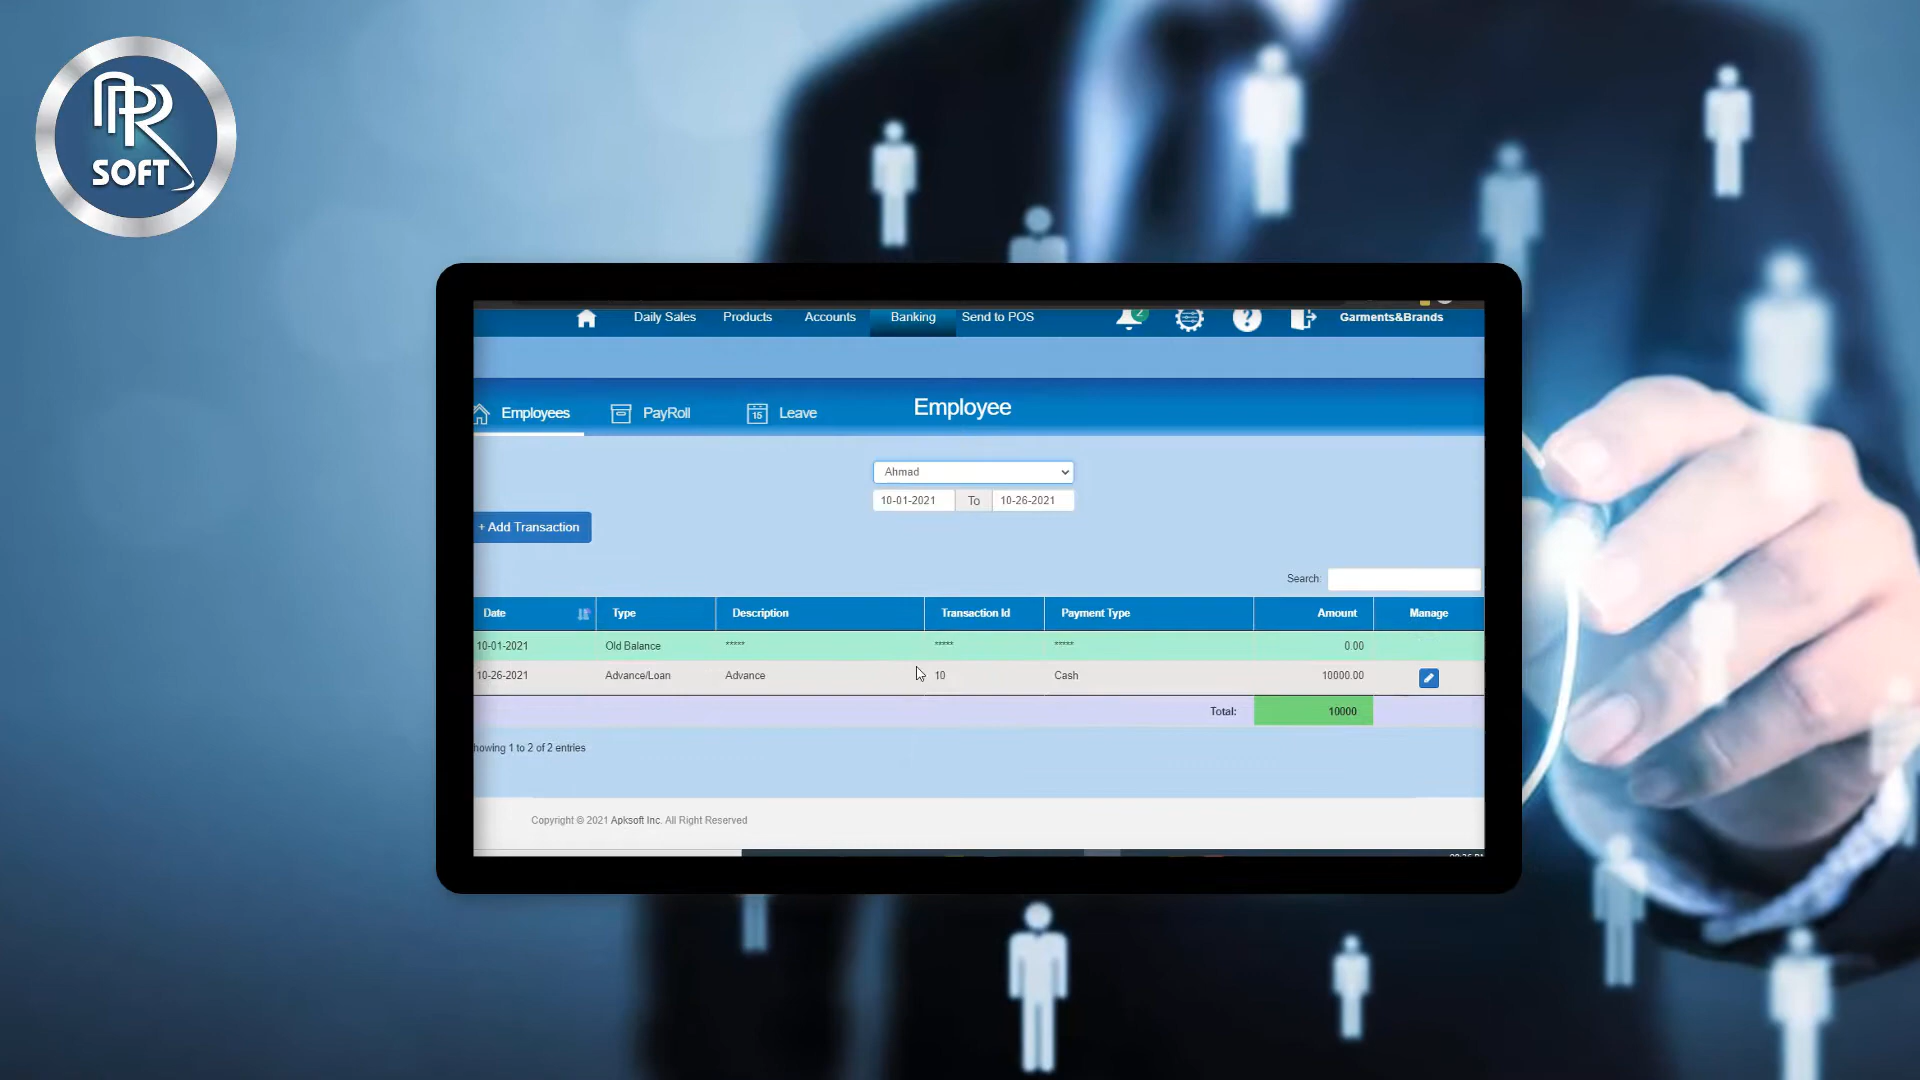 RR
SOFT
Daily Sales Products Accounts Banking Send to POS 2 ? Garments&Brands
Employees PayRoll 15 Leave Employee
Ahmad
10-01-2021 To 10-26-2021
+ Add Transaction
Search:
Date Type Description Transaction Id Payment Type Amount Manage
10-01-2021 Old Balance ***** ***** ***** 0.00
10-26-2021 Advance/Loan Advance 10 Cash 10000.00
Total: 10000
howing 1 to 2 of 2 entries
Copyright © 2021 Apksoft Inc. All Right Reserved